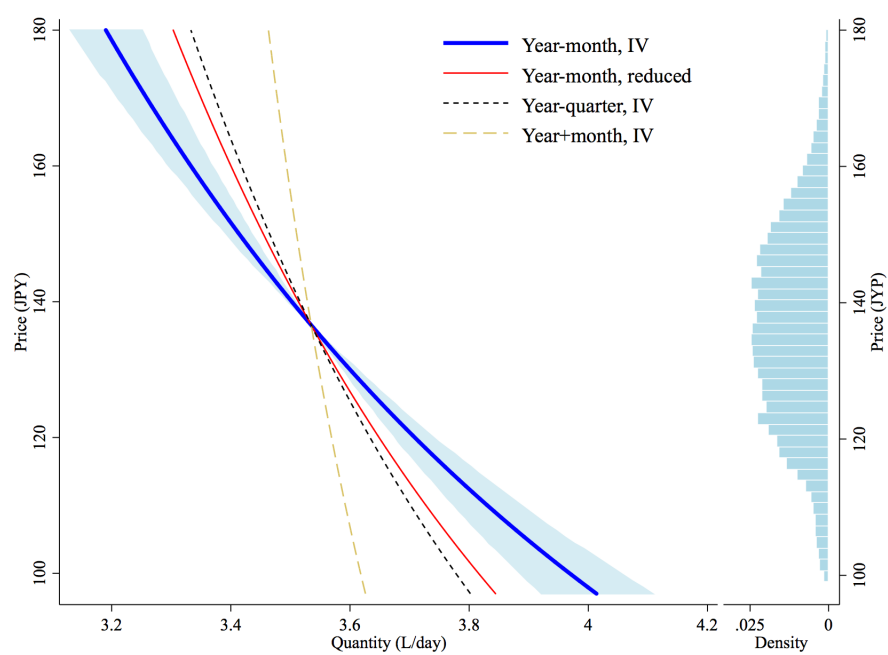 180
160
140
120
100
Price (JPY)
3.2
3.4
3.6
3.8
4
4.2
Quantity (L/day)
Year-month, IV
Year-month, reduced
Year-quarter, IV
Year+month, IV
180
160
140
120
100
Price (JYP)
.025
0
Density